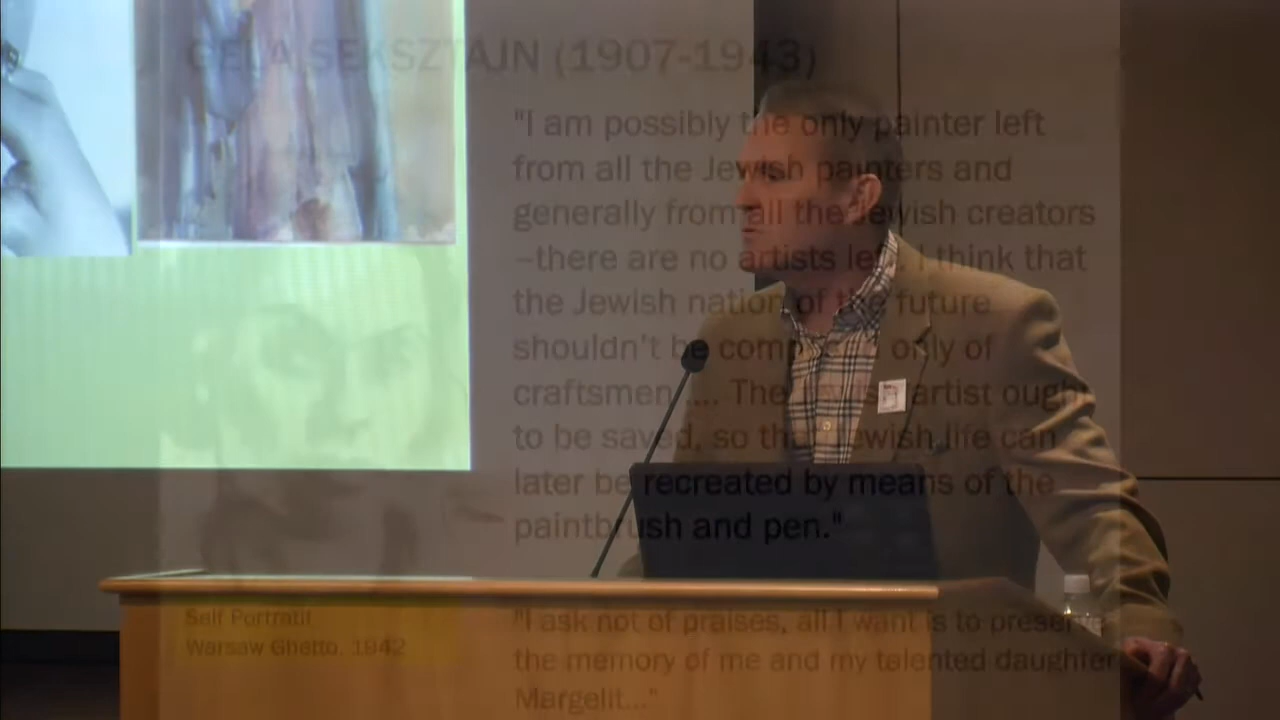 GELA SEKSZTAJN (1907-1943)
"I am possibly the only painter left
from all the Jewish painters and
generally from all the Jewish creators
–there are no artists left. I think that
the Jewish nation of the future
shouldn't be comprised only of
craftsmen.... The Jewish artist ought
to be saved, so that Jewish life can
later be recreated by means of the
paintbrush and pen."
Self Portratif
Warsaw Ghetto, 1942
"I ask not of praises, all I want is to preserve
the memory of me and my talented daughter
Margelit..."